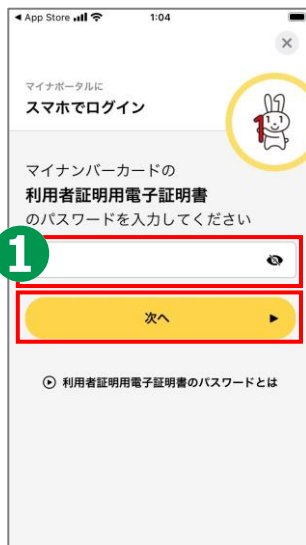 App Store 1:04
マイナポータルに
スマホでログイン
マイナンバーカードの
利用者証明用電子証明書
のパスワードを入力してください
1
次へ
利用者証明用電子証明書のパスワードとは